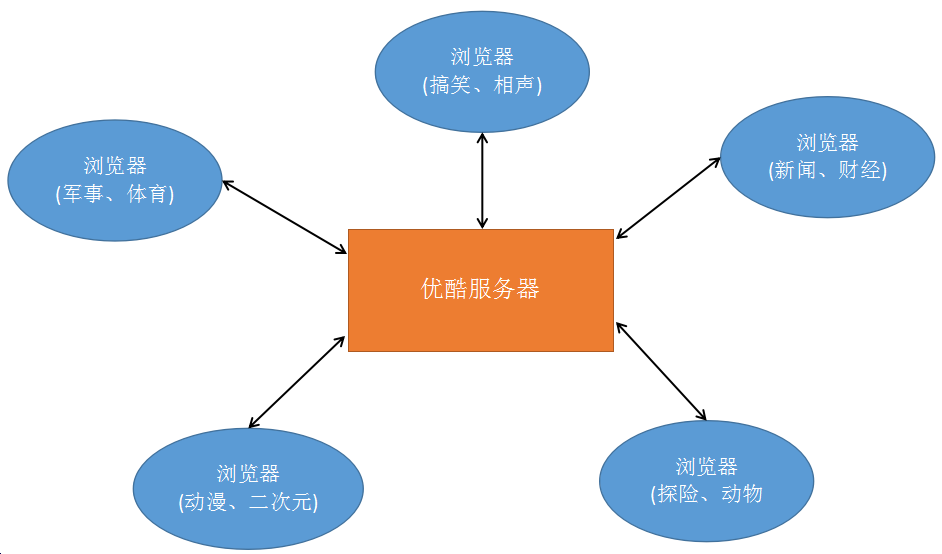 浏览器
(搞笑、相声)
浏览器
(新闻、财经)
浏览器
(军事、体育)
优酷服务器
浏览器
(动漫、二次元)
浏览器
(探险、动物